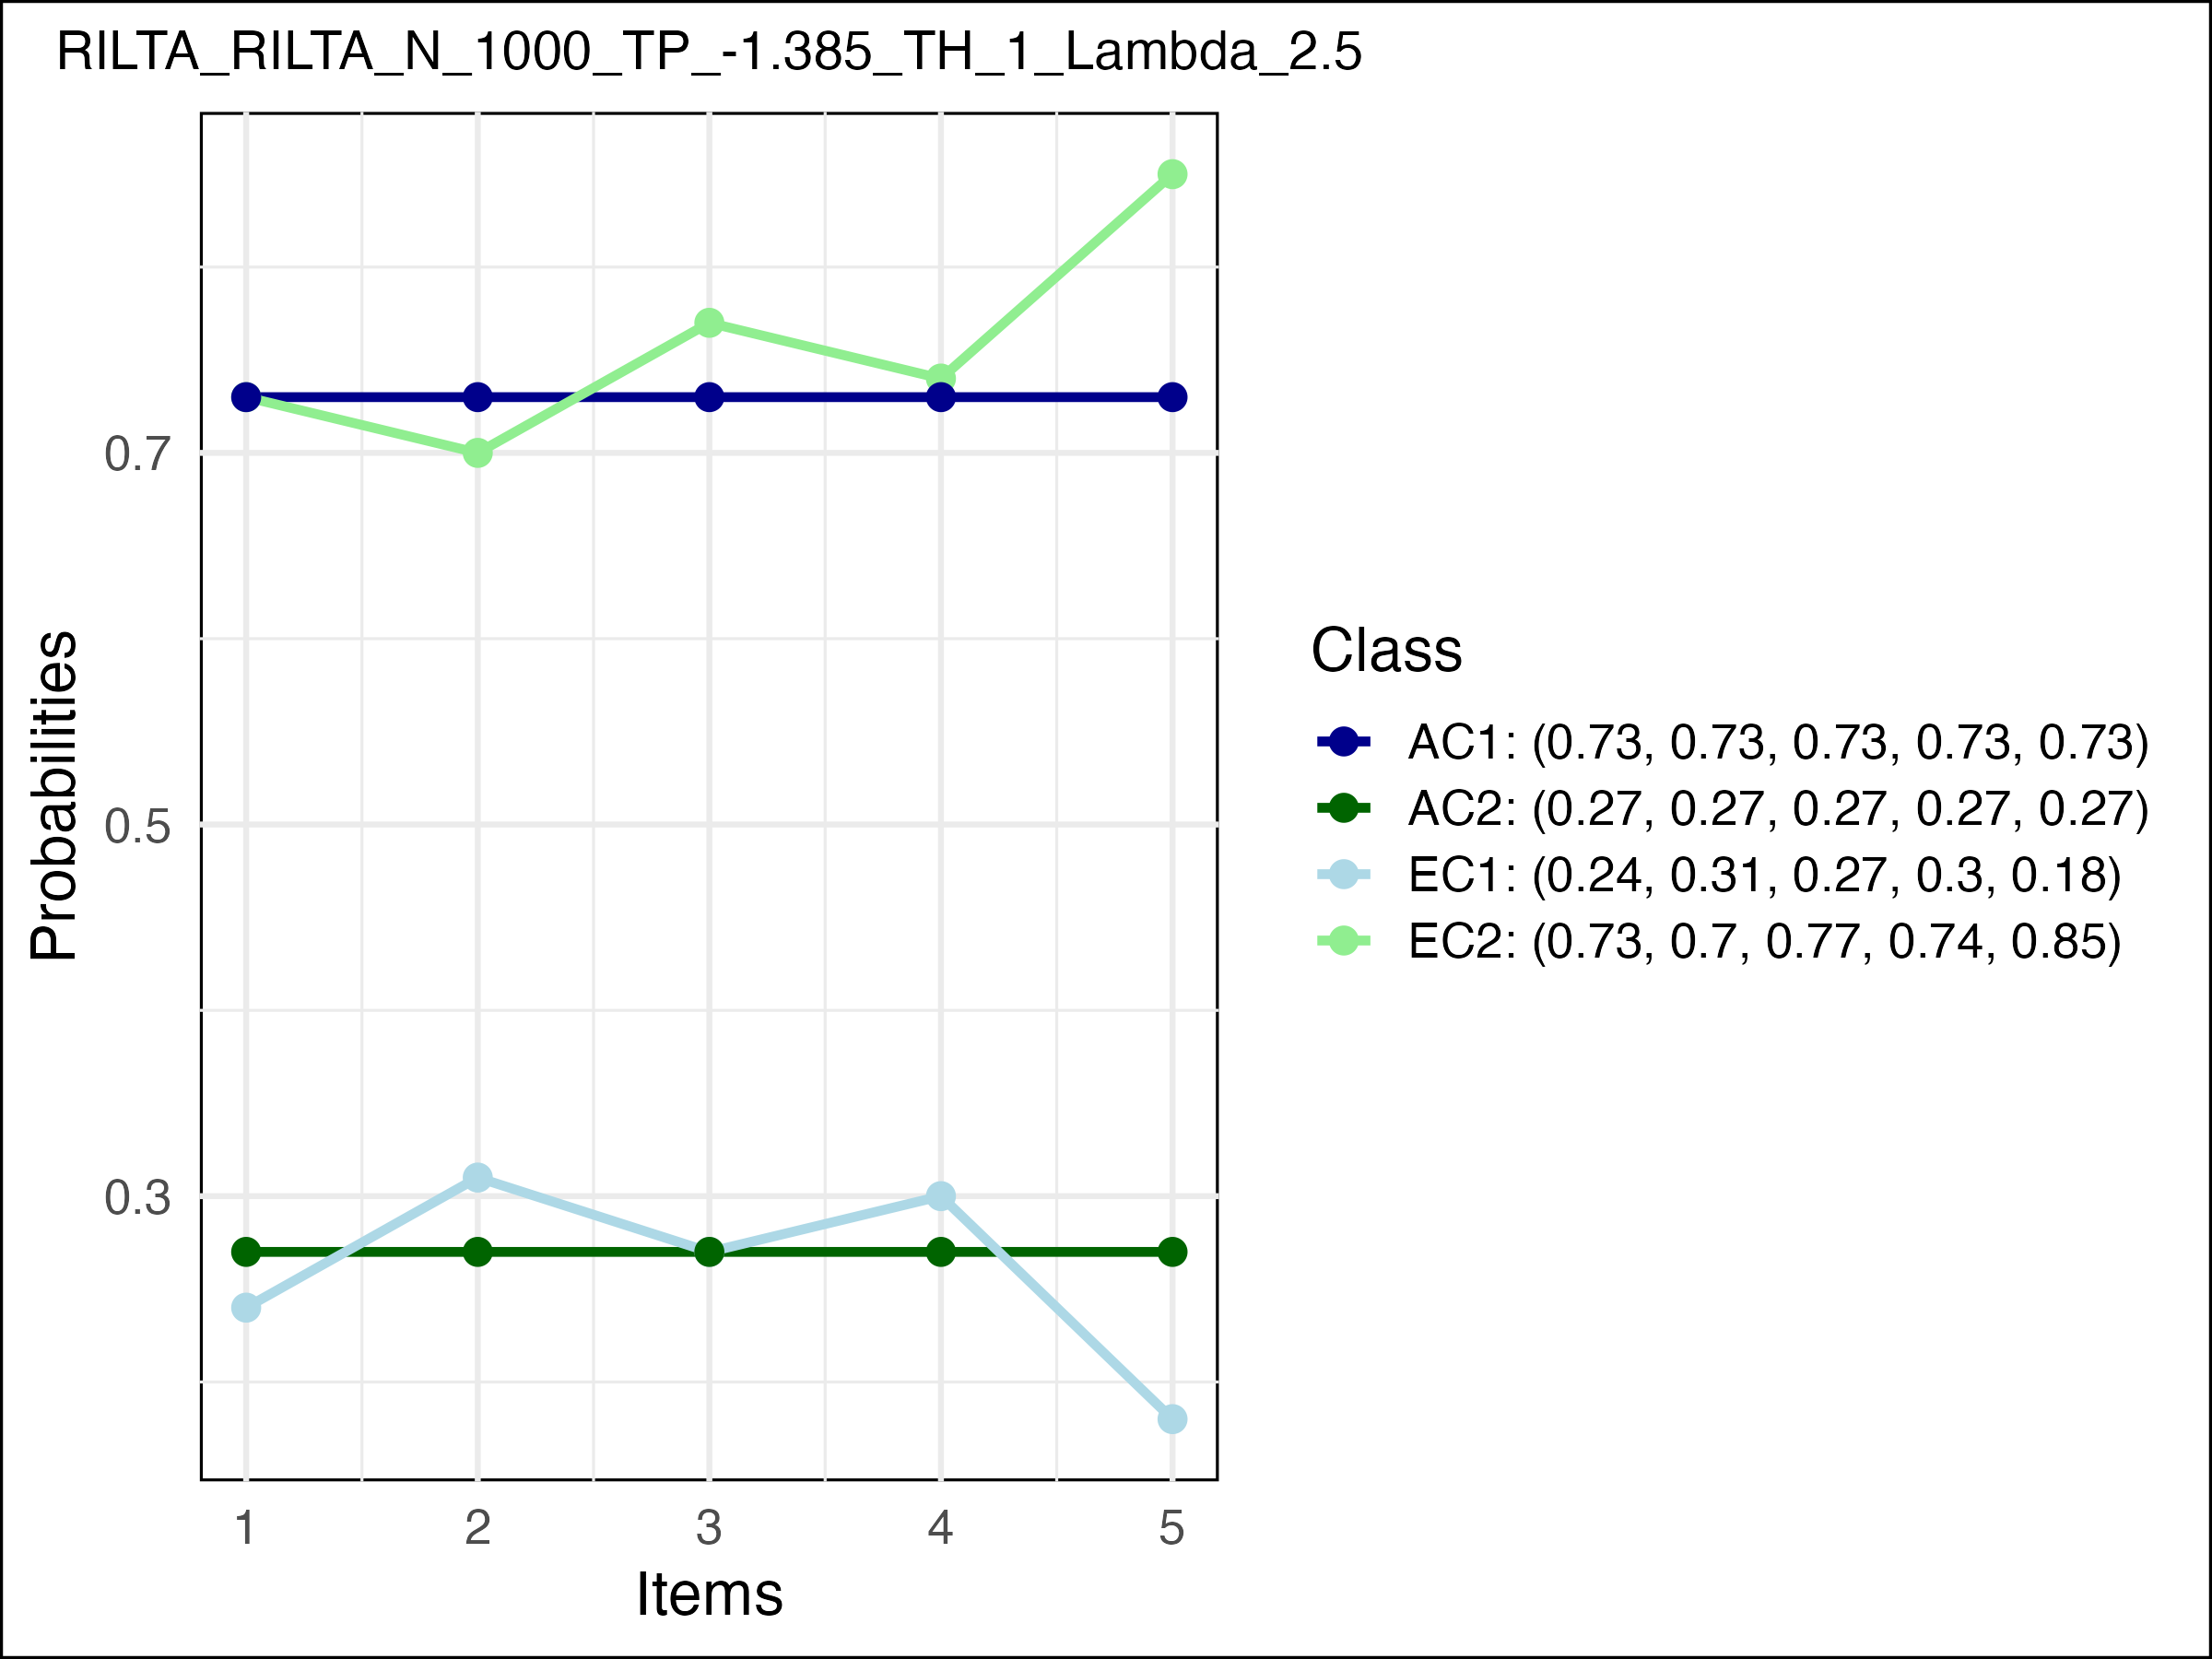 RILTA_RILTA_N_1000_TP_-1.385_TH_1_Lambda_2.5
Probabilities
0.7
0.5
0.3
1 2 3 4 5
Items
Class
AC1: (0.73, 0.73, 0.73, 0.73, 0.73)
AC2: (0.27, 0.27, 0.27, 0.27, 0.27)
EC1: (0.24, 0.31, 0.27, 0.3, 0.18)
EC2: (0.73, 0.7, 0.77, 0.74, 0.85)